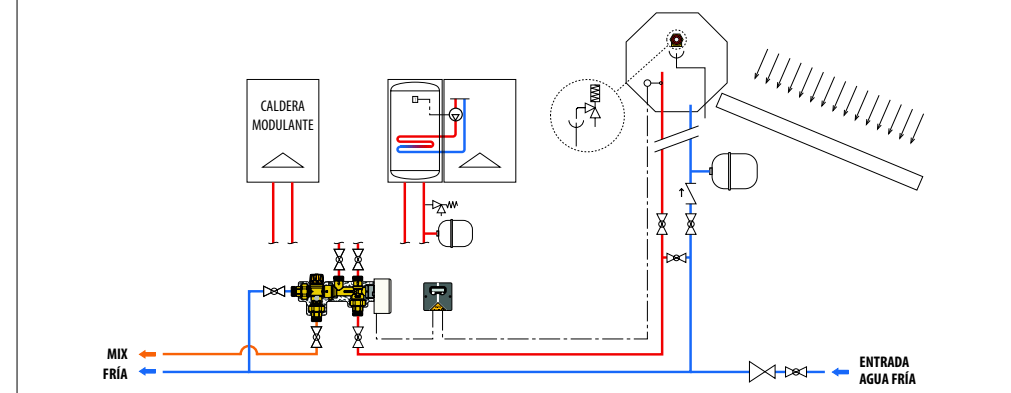 CALDERA
MODULANTE
MIX
FRÍA
ENTRADA
AGUA FRÍA